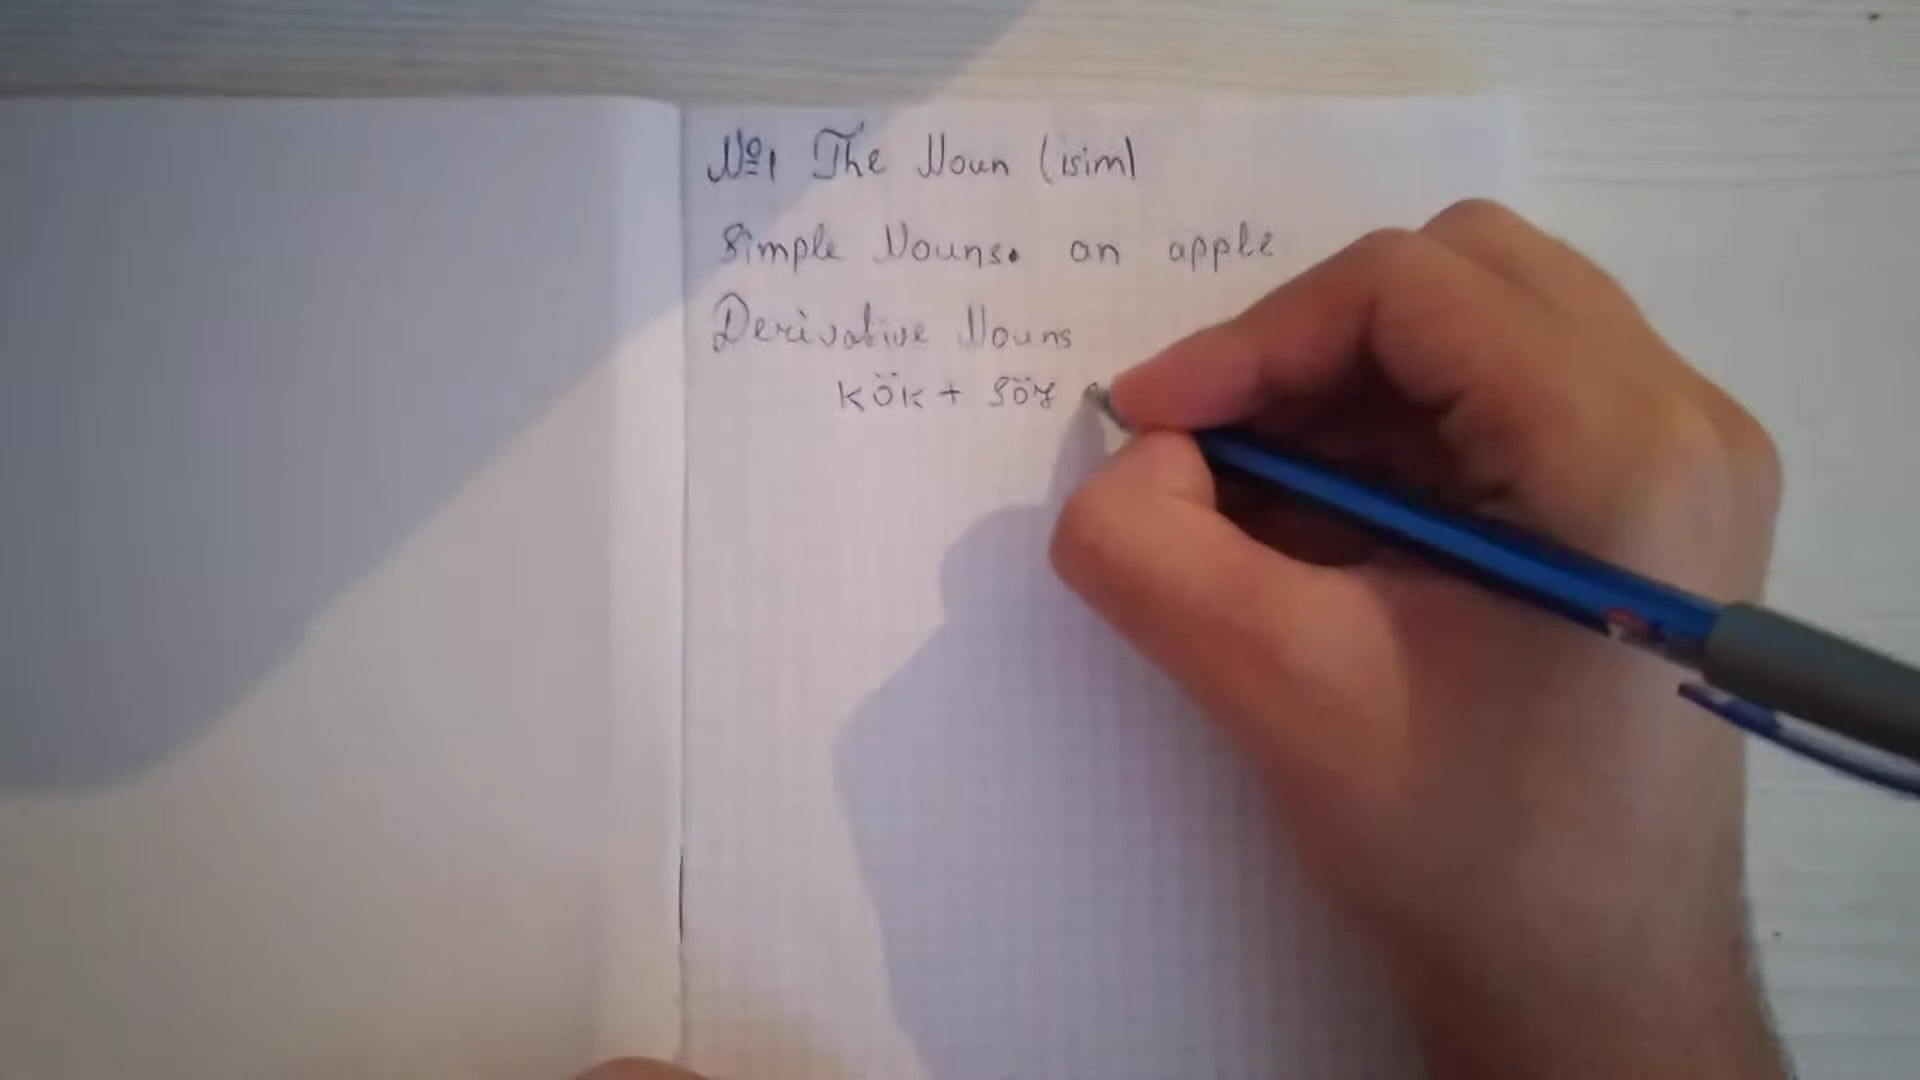 №1 The Noun (isim)
Simple Nouns. an apple
Derivative Nouns
kök + söz